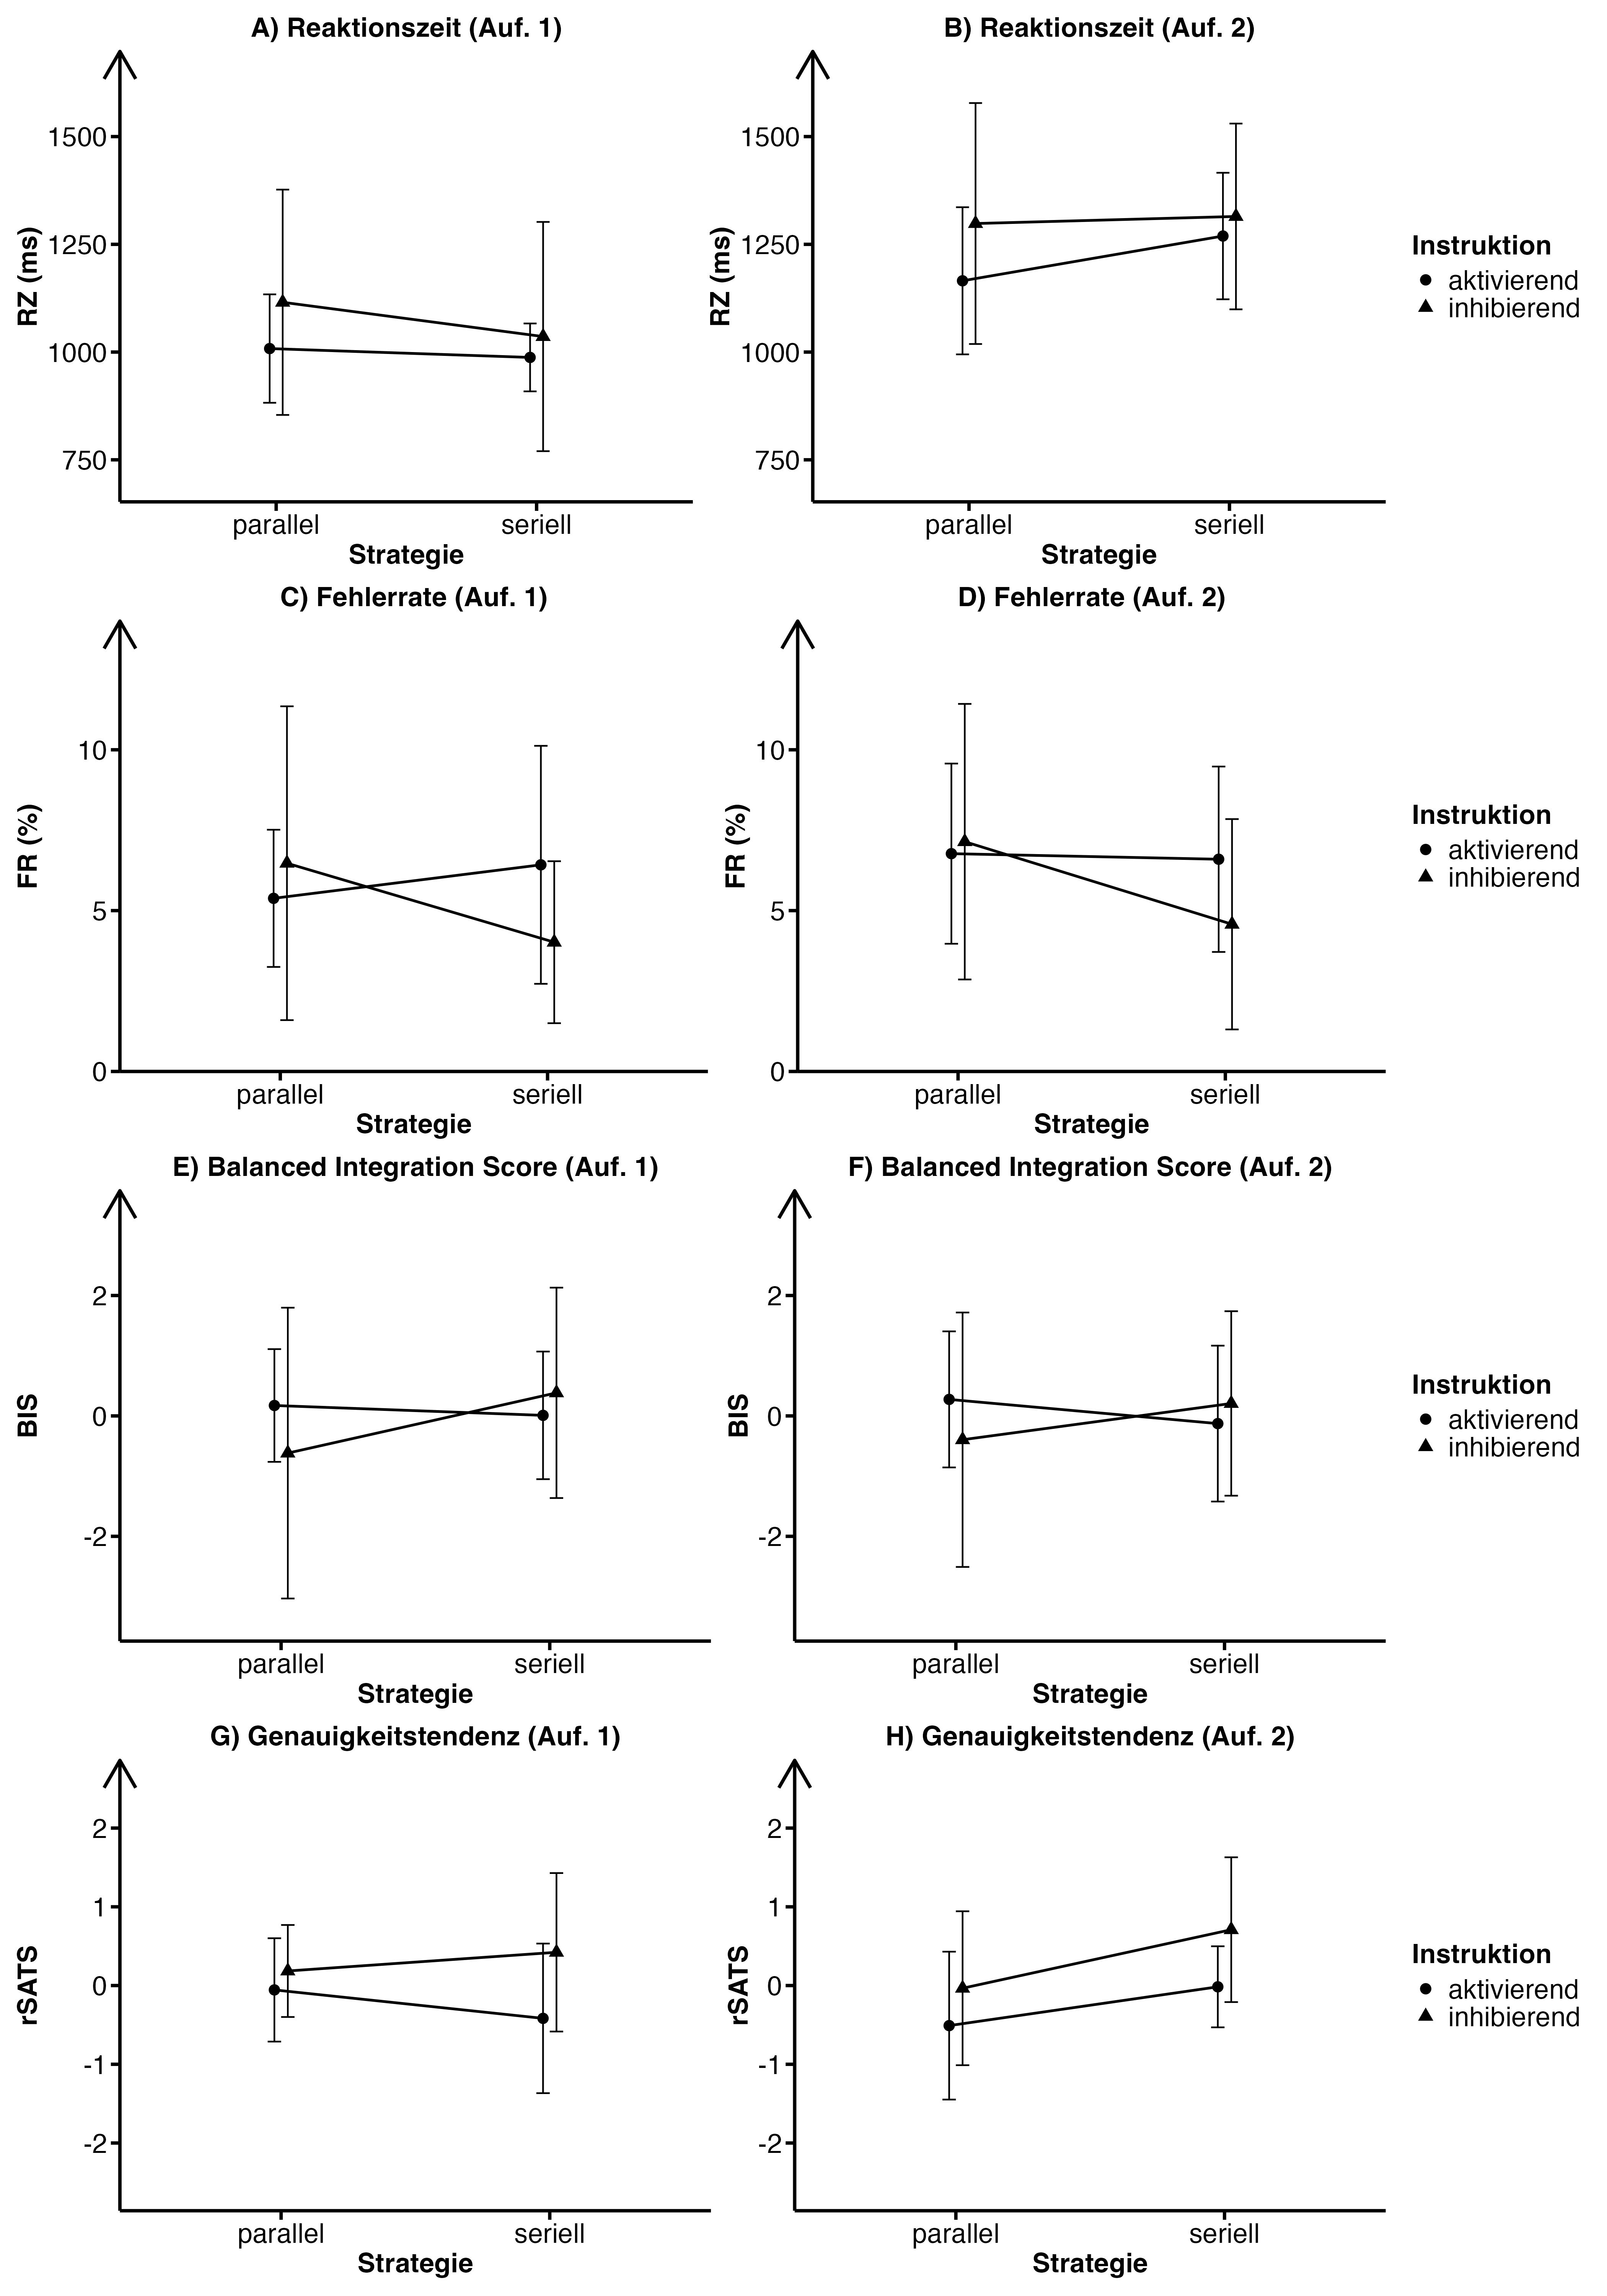 A) Reaktionszeit (Auf. 1)
1500
1250
1000
750
RZ (ms)
parallel seriell
Strategie
B) Reaktionszeit (Auf. 2)
1500
1250
1000
750
RZ (ms)
parallel seriell
Strategie
Instruktion
aktivierend
inhibierend
C) Fehlerrate (Auf. 1)
10
5
0
FR (%)
parallel seriell
Strategie
D) Fehlerrate (Auf. 2)
10
5
0
FR (%)
parallel seriell
Strategie
Instruktion
aktivierend
inhibierend
E) Balanced Integration Score (Auf. 1)
2
0
-2
BIS
parallel seriell
Strategie
F) Balanced Integration Score (Auf. 2)
2
0
-2
BIS
parallel seriell
Strategie
Instruktion
aktivierend
inhibierend
G) Genauigkeitstendenz (Auf. 1)
2
1
0
-1
-2
rSATS
parallel seriell
Strategie
H) Genauigkeitstendenz (Auf. 2)
2
1
0
-1
-2
rSATS
parallel seriell
Strategie
Instruktion
aktivierend
inhibierend